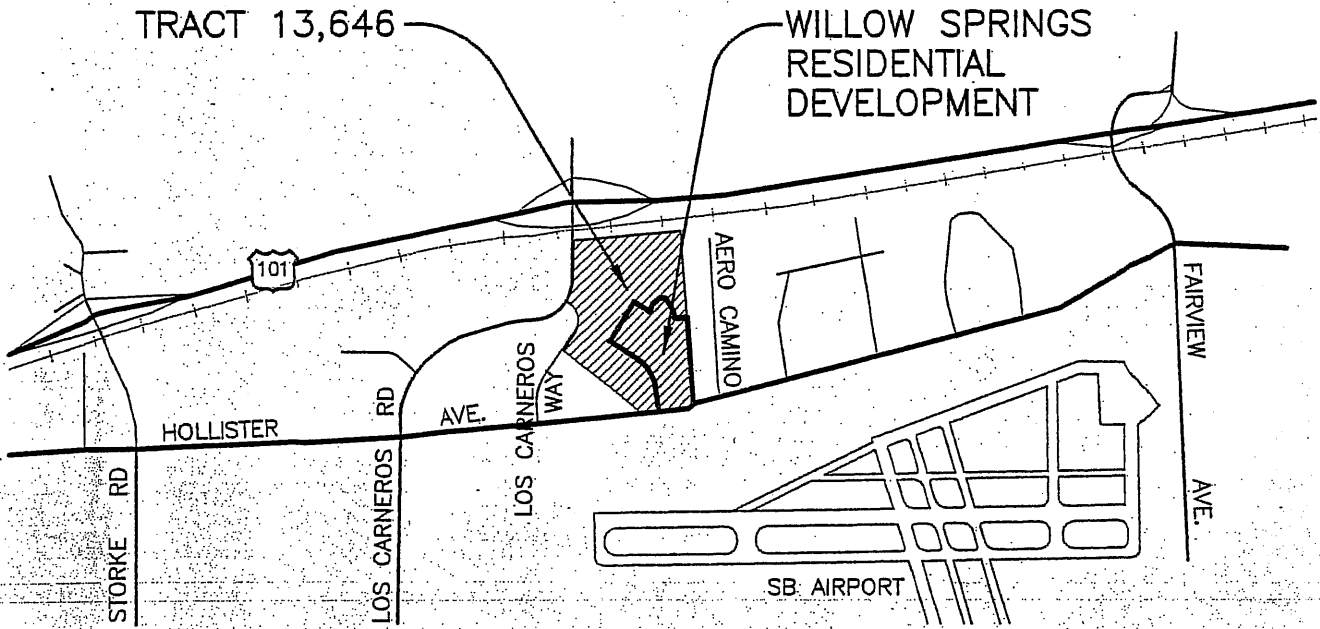 TRACT 13,646
WILLOW SPRINGS
RESIDENTIAL
DEVELOPMENT
101
AERO CAMINO
FAIRVIEW
AVE.
LOS CARNEROS
WAY
RD
LOS CARNEROS
HOLLISTER
AVE.
STORKE RD
SB AIRPORT